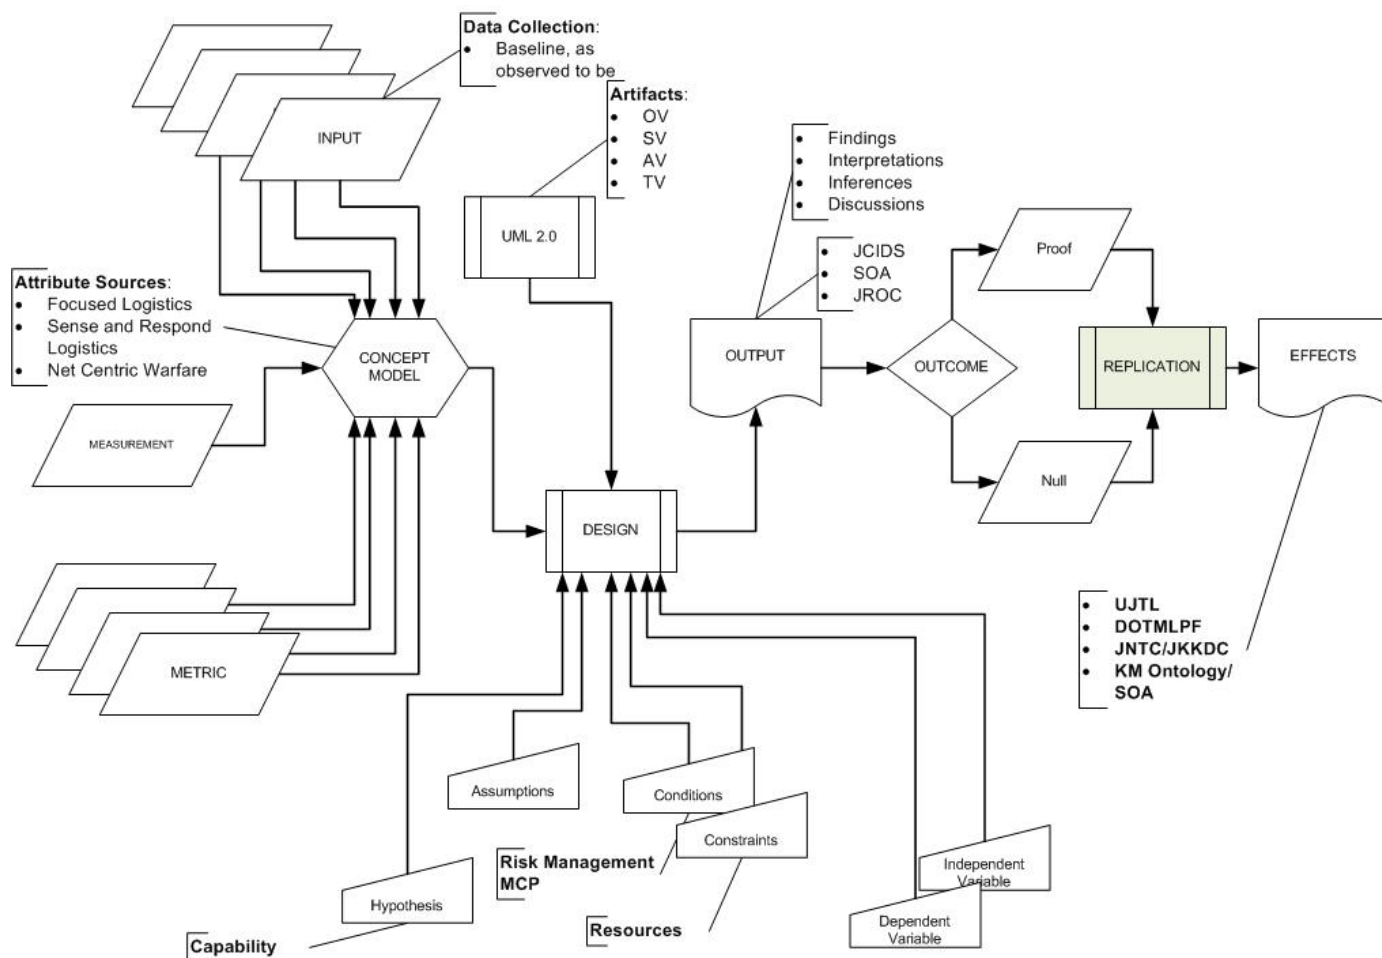 Data Collection:
• Baseline, as
observed to be
Artifacts:
• OV
• SV
• AV
• TV
INPUT
UML 2.0
• Findings
• Interpretations
• Inferences
• Discussions
• JCIDS
• SOA
• JROC
Proof
Attribute Sources:
• Focused Logistics
• Sense and Respond
Logistics
• Net Centric Warfare
CONCEPT
MODEL
OUTPUT
OUTCOME
REPLICATION
EFFECTS
MEASUREMENT
Null
DESIGN
METRIC
• UJTL
• DOTMLPF
• JNTC/JKKDC
• KM Ontology/
SOA
Assumptions
Conditions
Constraints
Risk Management
MCP
Independent
Variable
Hypothesis
Resources
Dependent
Variable
Capability